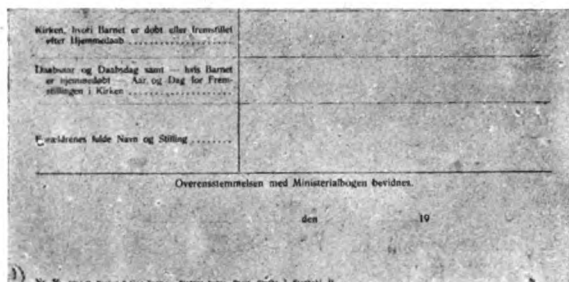 Kirken, hvori Barnet er døbt eller fremstillet
efter Hjemmedaab
Daabsaar og Daabsdag samt — hvis Barnet
er hjemmedøbt — Aar og Dag for Frem-
stillingen i Kirken
Forældrenes fulde Navn og Stilling
Overensstemmelsen med Ministerialbogen bevidnes.
den 19